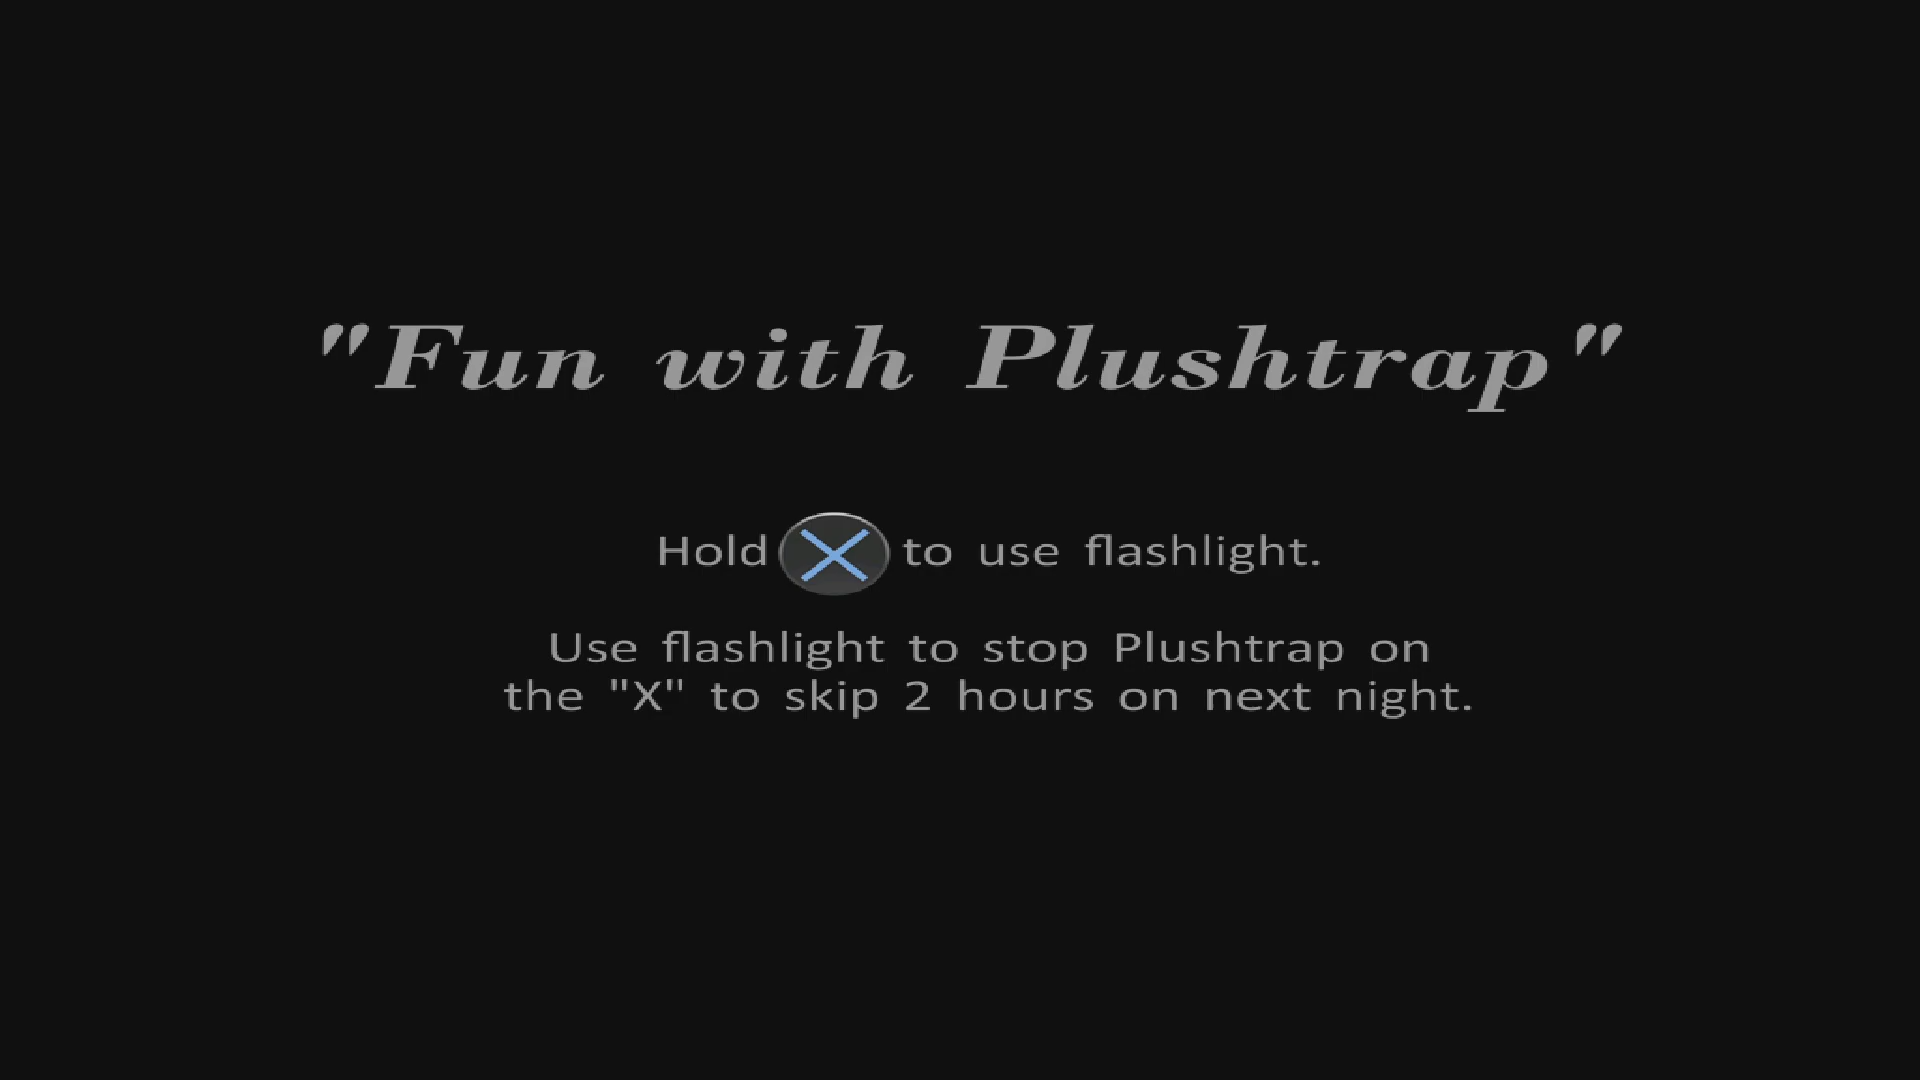 "Fun with Plushtrap"
Hold X to use flashlight.
Use flashlight to stop Plushtrap on
the "X" to skip 2 hours on next night.